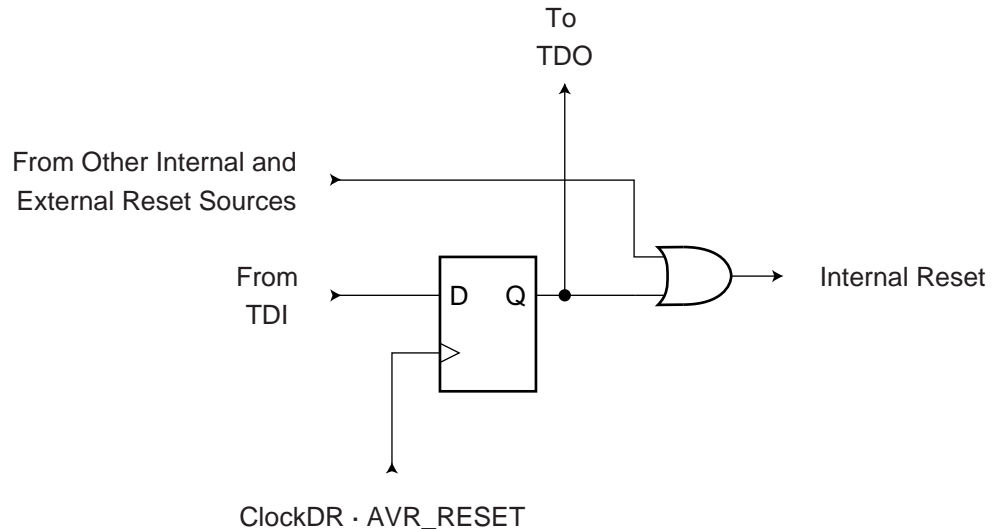 To
TDO
From Other Internal and
External Reset Sources
From
TDI
D
Q
Internal Reset
ClockDR · AVR_RESET